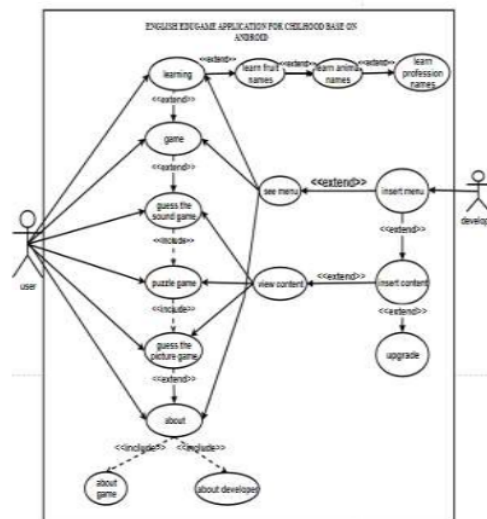 ENGLISH EDUGAME APPLICATION FOR CHILHOOD BASE ON
ANDROID
learning
<<extend>>
learn fruit
names
<<extend>>
learn animal
names
<<extend>>
learn
profession
names
<<extend>>
game
<<extend>>
guess the
sound game
<<include>>
puzzle game
<<include>>
guess the
picture game
<<extend>>
about
<<include>>
<<include>>
about
game
about developer
see menu
<<extend>>
insert menu
<<extend>>
view content
<<extend>>
insert content
<<extend>>
upgrade
user
develop